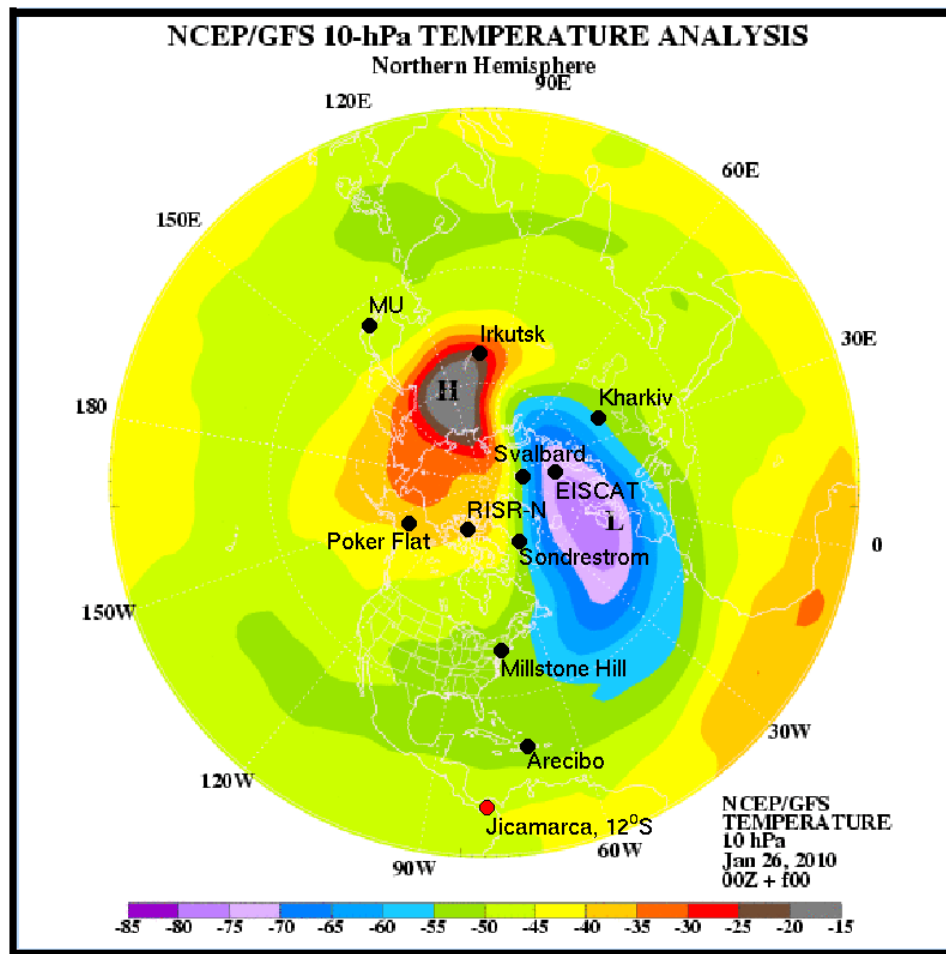 NCEP/GFS 10-hPa TEMPERATURE ANALYSIS
Northern Hemisphere
90E
120E
60E
150E
MU
Irkutsk
30E
H
Kharkiv
180
Svalbard
EISCAT
RISR-N
L
Poker Flat
Sondrestrom
0
150W
Millstone Hill
30W
Arecibo
120W
Jicamarca, 12⁰S
60W
90W
NCEP/GFS
TEMPERATURE
10 hPa
Jan 26, 2010
00Z + f00
-85 -80 -75 -70 -65 -60 -55 -50 -45 -40 -35 -30 -25 -20 -15